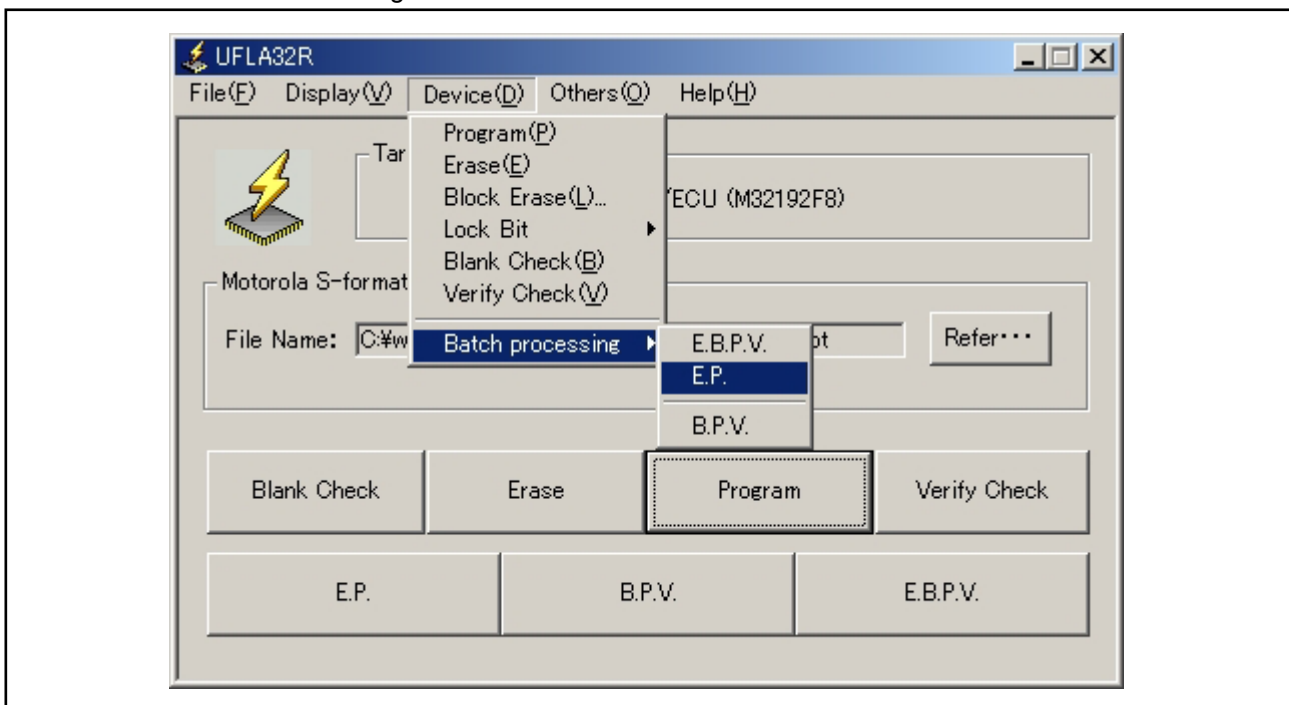 UFLA32R
File(F) Display(V) Device(D) Others(O) Help(H)
Program(P)
Erase(E)
Block Erase(L)...
Lock Bit
Blank Check(B)
Verify Check(V)
Batch processing
E.B.P.V.
E.P.
B.P.V.
Tar
ECU (M32192F8)
Motorola S-format
File Name: C:¥w
Refer···
Blank Check Erase Program Verify Check
E.P. B.P.V. E.B.P.V.